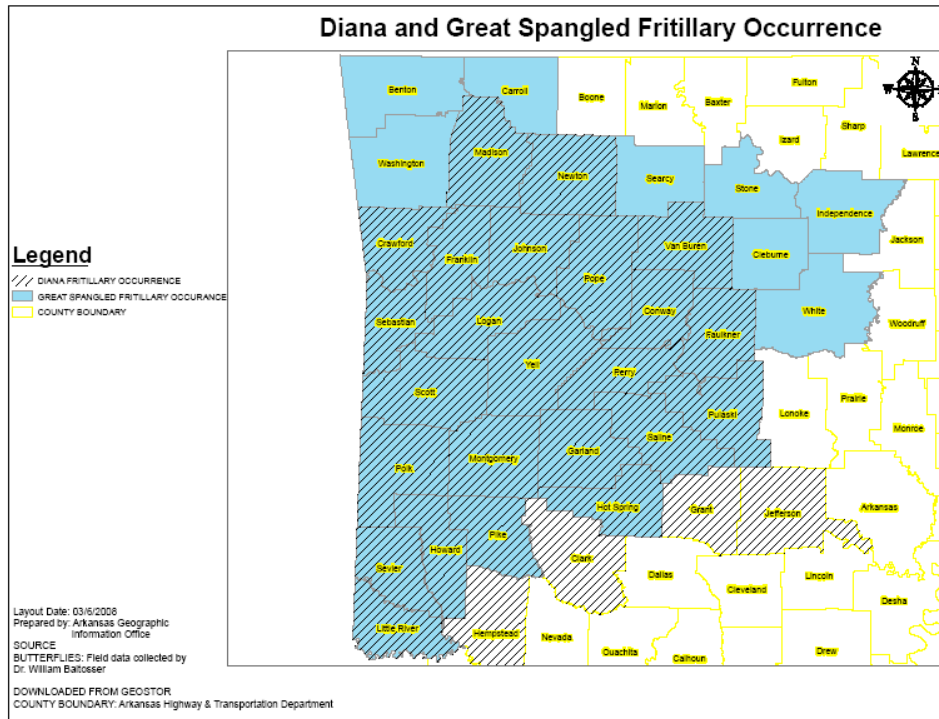 Diana and Great Spangled Fritillary Occurrence
N
W
S
Benton
Carroll
Boone
Marion
Baxter
Fulton
Izard
Sharp
Lawrence
Washington
Madison
Newton
Searcy
Stone
Independence
Jackson
Crawford
Franklin
Johnson
Pope
Van Buren
Cleburne
Sebastian
Logan
Conway
Faulkner
White
Woodruff
Scott
Yell
Perry
Pulaski
Lonoke
Prairie
Monroe
Polk
Montgomery
Garland
Saline
Hot Spring
Grant
Jefferson
Arkansas
Sevier
Howard
Pike
Clark
Dallas
Cleveland
Lincoln
Desha
Little River
Hempstead
Nevada
Ouachita
Calhoun
Drew
Legend
DIANA FRITILLARY OCCURRENCE
GREAT SPANGLED FRITILLARY OCCURANCE
COUNTY BOUNDARY
Layout Date: 03/6/2008
Prepared by: Arkansas Geographic
Information Office
SOURCE
BUTTERFLIES: Field data collected by
Dr. William Baltosser
DOWNLOADED FROM GEOSTOR
COUNTY BOUNDARY: Arkansas Highway & Transportation Department